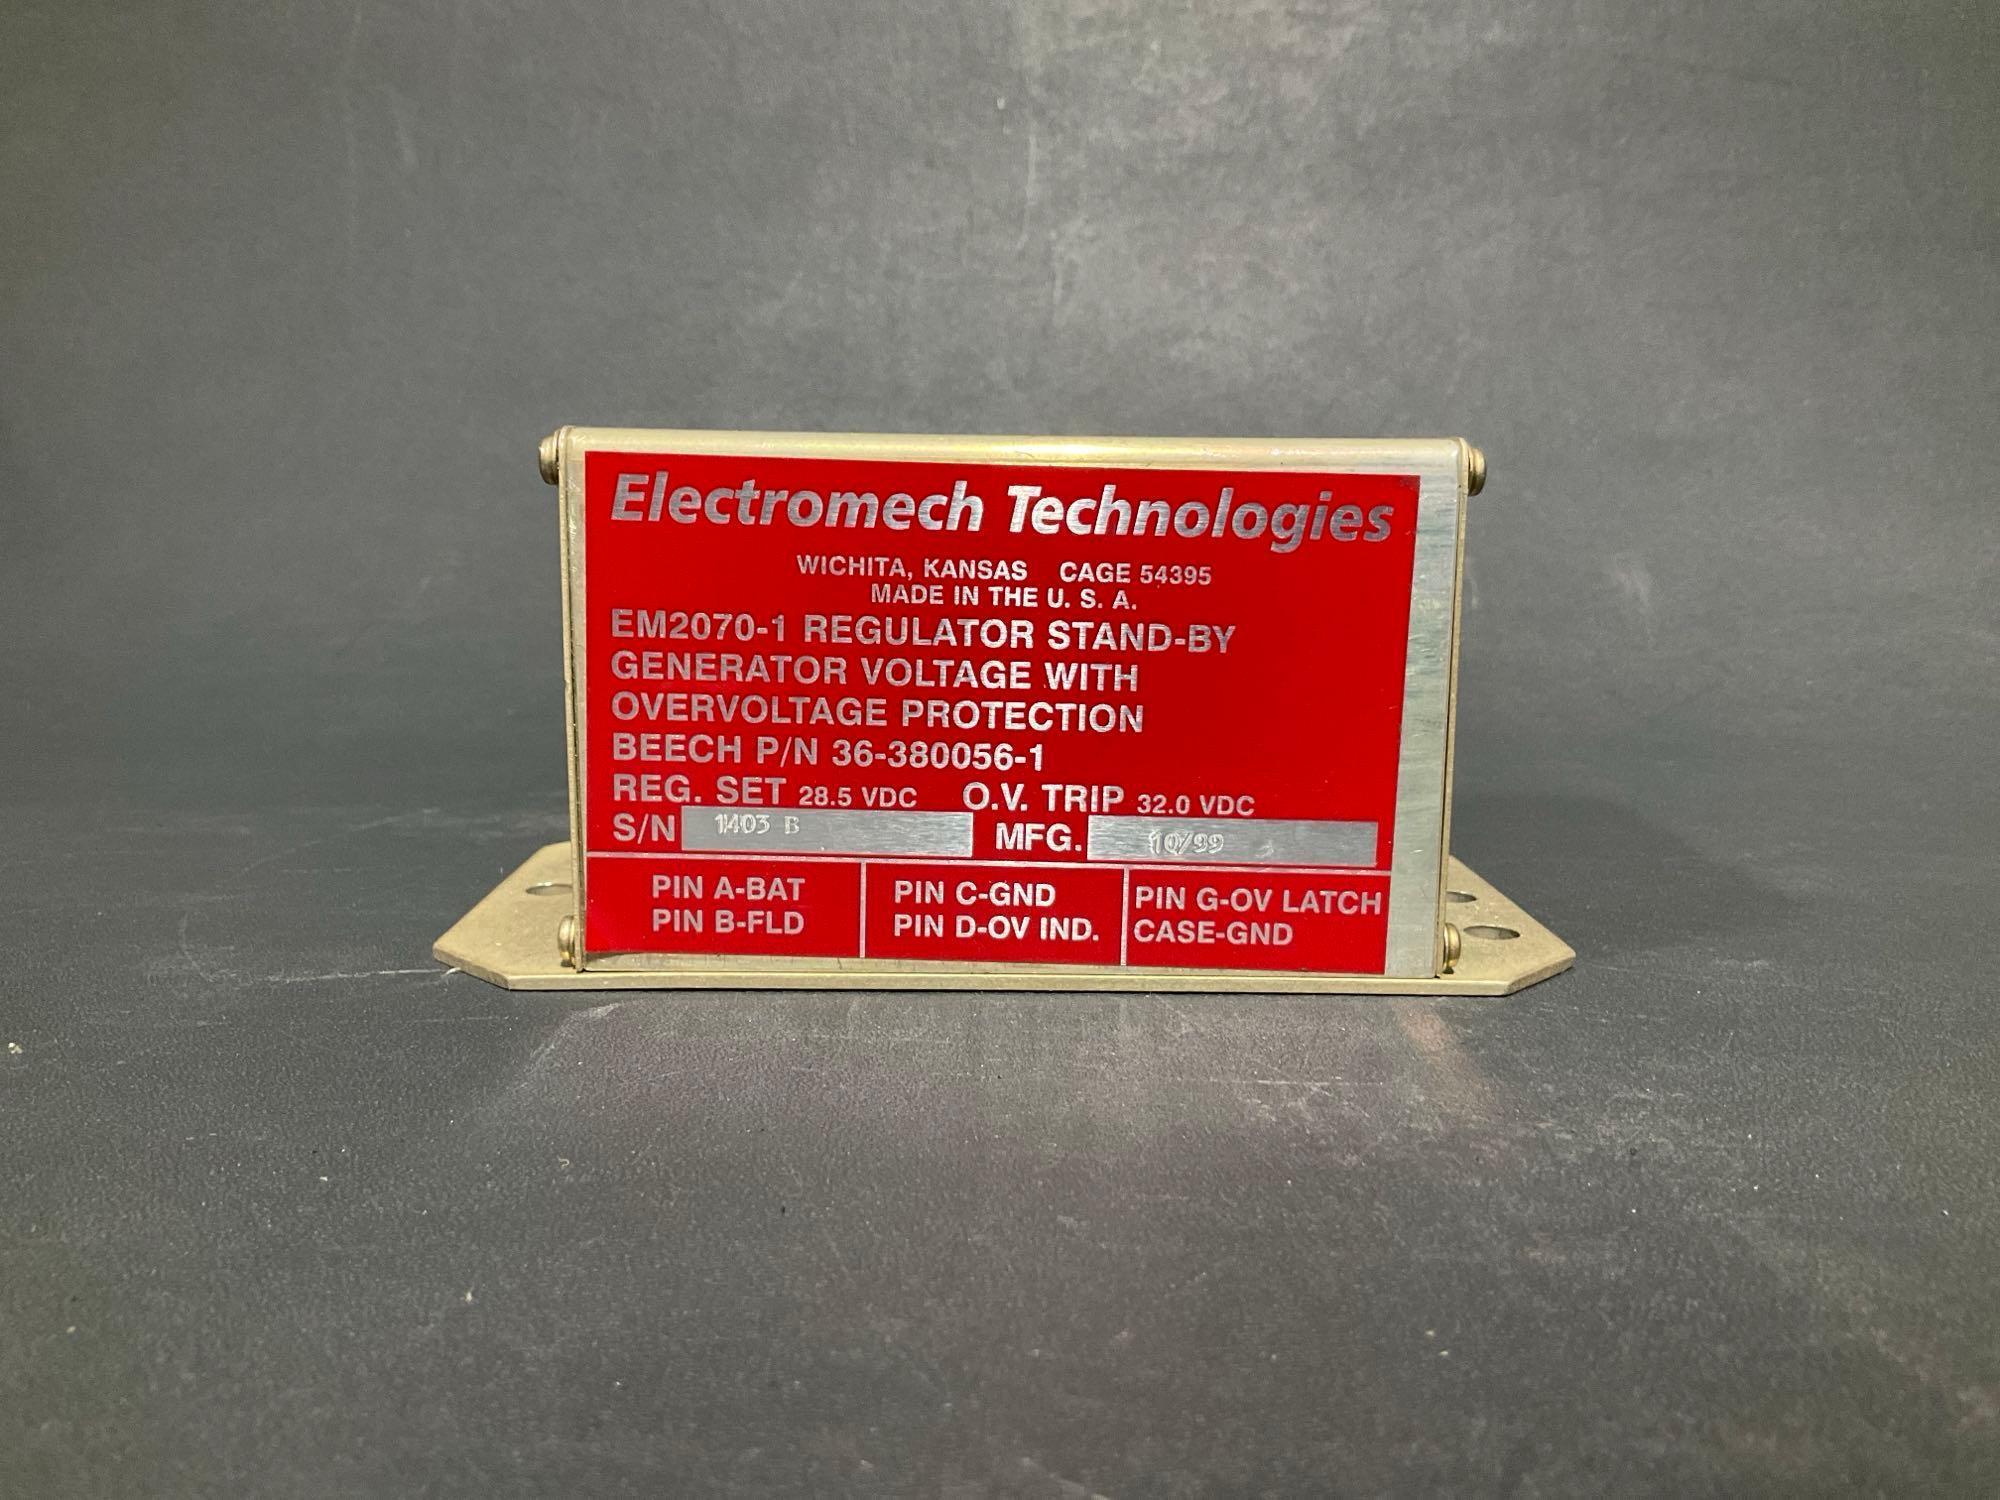 Electromech Technologies
WICHITA, KANSAS CAGE 54395
MADE IN THE U. S. A.
EM2070-1 REGULATOR STAND-BY
GENERATOR VOLTAGE WITH
OVERVOLTAGE PROTECTION
BEECH P/N 36-380056-1
REG. SET 28.5 VDC O.V. TRIP 32.0 VDC
S/N 1403 B MFG. 10/99
PIN A-BAT
PIN B-FLD
PIN C-GND
PIN D-OV IND.
PIN G-OV LATCH
CASE-GND